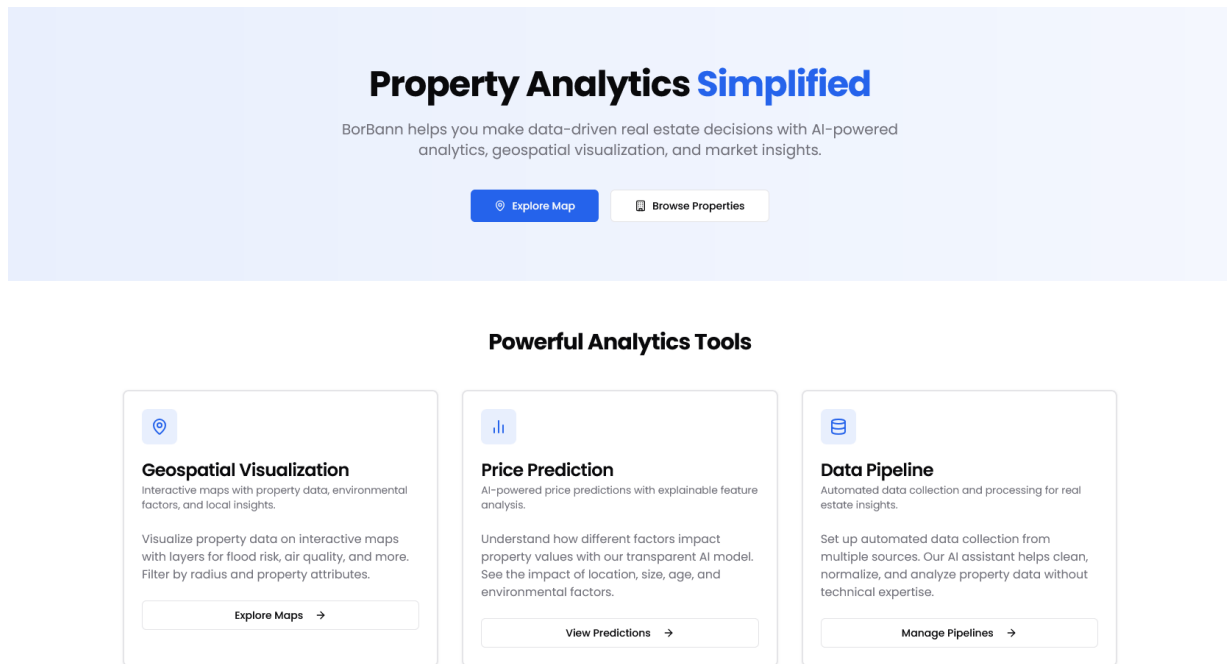 Property Analytics Simplified
BorBann helps you make data-driven real estate decisions with AI-powered
analytics, geospatial visualization, and market insights.
Explore Map
Browse Properties
Powerful Analytics Tools
Geospatial Visualization
Interactive maps with property data, environmental
factors, and local insights.
Visualize property data on interactive maps
with layers for flood risk, air quality, and more.
Filter by radius and property attributes.
Explore Maps
Price Prediction
AI-powered price predictions with explainable feature
analysis.
Understand how different factors impact
property values with our transparent AI model.
See the impact of location, size, age, and
environmental factors.
View Predictions
Data Pipeline
Automated data collection and processing for real
estate insights.
Set up automated data collection from
multiple sources. Our AI assistant helps clean,
normalize, and analyze property data without
technical expertise.
Manage Pipelines